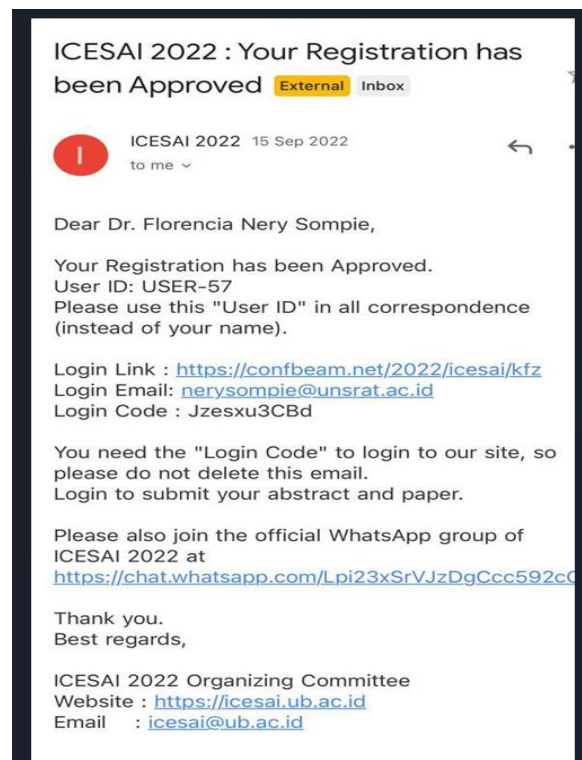 ICESAI 2022 : Your Registration has
been Approved External Inbox
I
ICESAI 2022 15 Sep 2022
to me
Dear Dr. Florencia Nery Sompie,
Your Registration has been Approved.
User ID: USER-57
Please use this "User ID" in all correspondence
(instead of your name).
Login Link : https://confbeam.net/2022/icesai/kfz
Login Email: nerysompie@unsrat.ac.id
Login Code : Jzesxu3CBd
You need the "Login Code" to login to our site, so
please do not delete this email.
Login to submit your abstract and paper.
Please also join the official WhatsApp group of
ICESAI 2022 at
https://chat.whatsapp.com/Lpi23xSrVJzDgCcc592c
Thank you.
Best regards,
ICESAI 2022 Organizing Committee
Website : https://icesai.ub.ac.id
Email : icesai@ub.ac.id